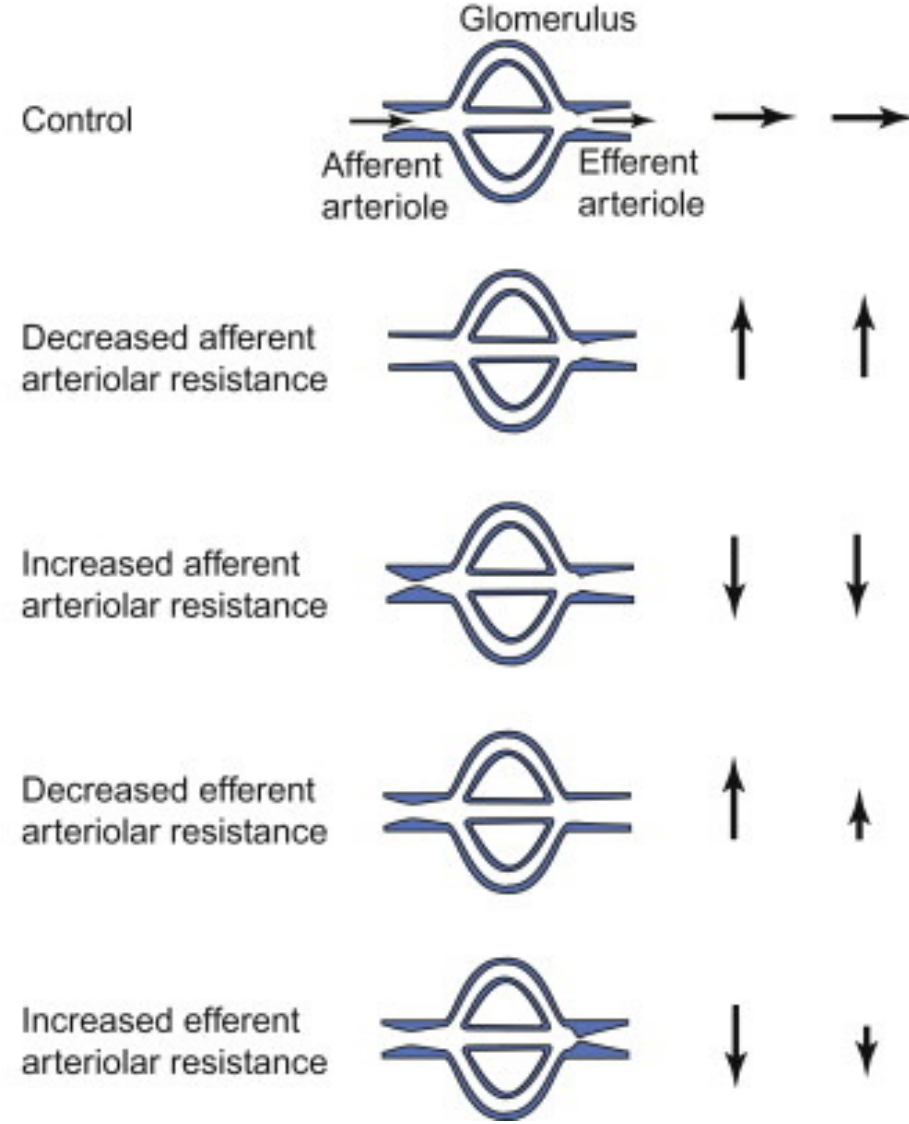 Glomerulus
Control
Afferent
arteriole
Efferent
arteriole
Decreased afferent
arteriolar resistance
Increased afferent
arteriolar resistance
Decreased efferent
arteriolar resistance
Increased efferent
arteriolar resistance